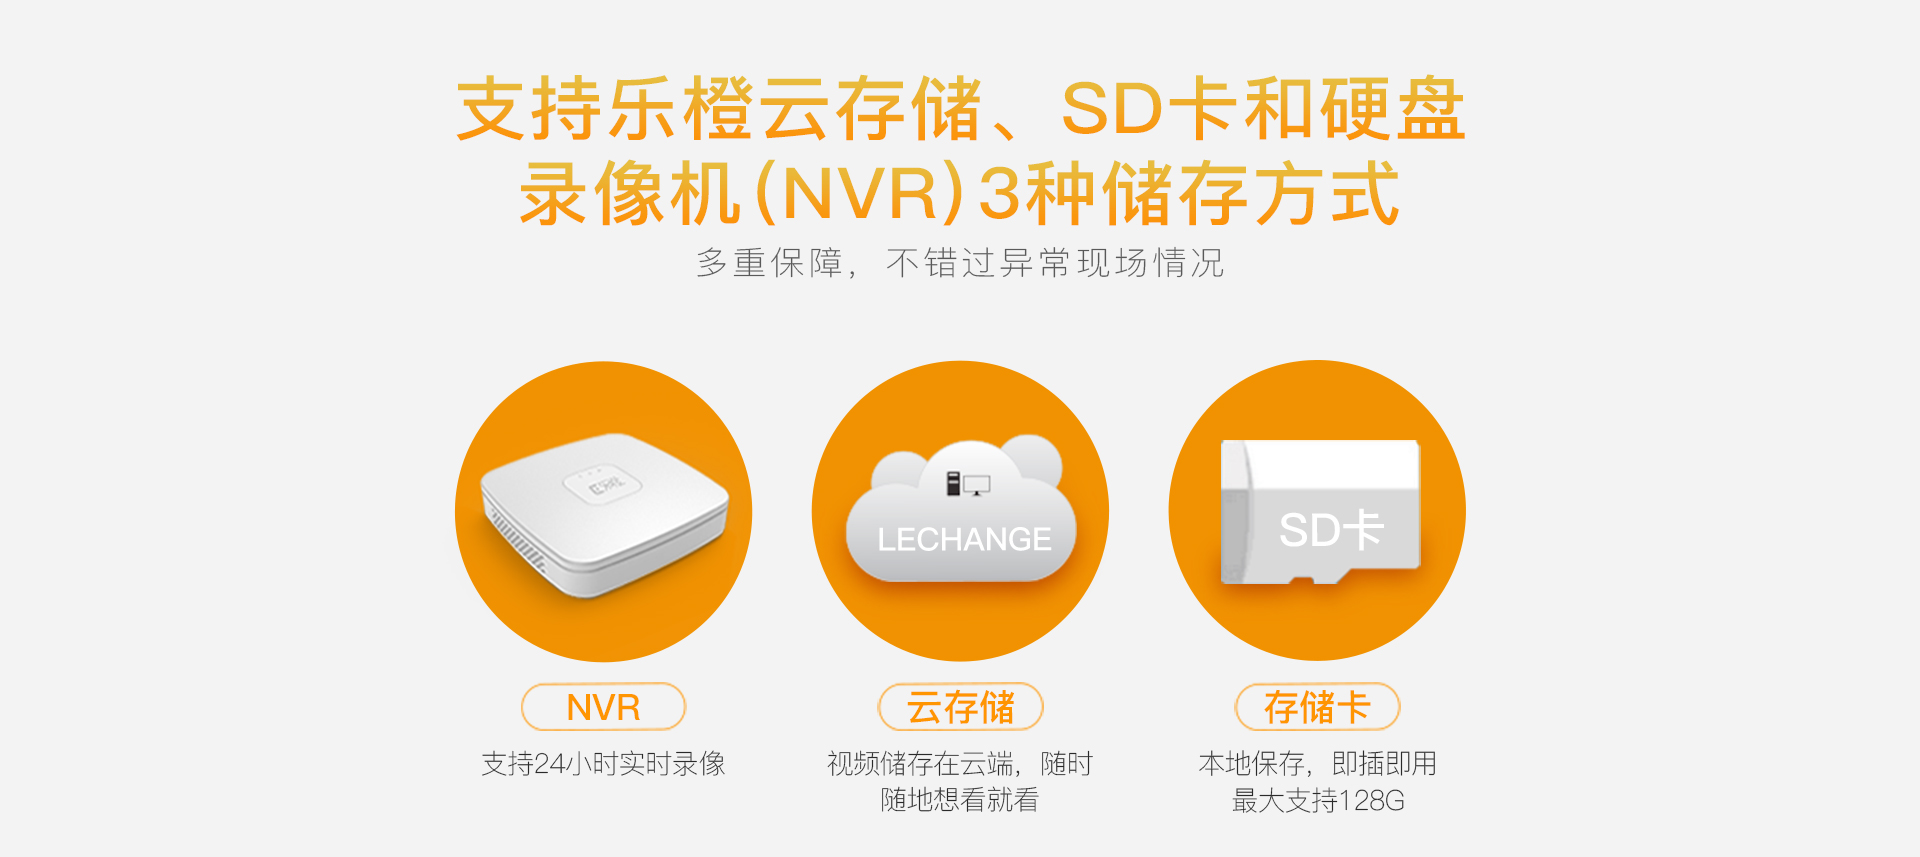 支持乐橙云存储、SD卡和硬盘
录像机(NVR)3种储存方式
多重保障，不错过异常现场情况
LECHANGE
SD卡
NVR
云存储
存储卡
支持24小时实时录像
视频储存在云端，随时
随地想看就看
本地保存，即插即用
最大支持128G